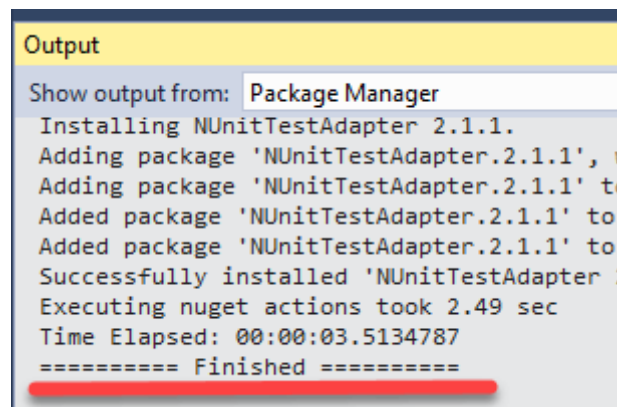 Output
Show output from: Package Manager
Installing NUnitTestAdapter 2.1.1.
Adding package 'NUnitTestAdapter.2.1.1',
Adding package 'NUnitTestAdapter.2.1.1'
Added package 'NUnitTestAdapter.2.1.1' to
Added package 'NUnitTestAdapter.2.1.1' to
Successfully installed 'NUnitTestAdapter
Executing nuget actions took 2.49 sec
Time Elapsed: 00:00:03.5134787
========== Finished ==========